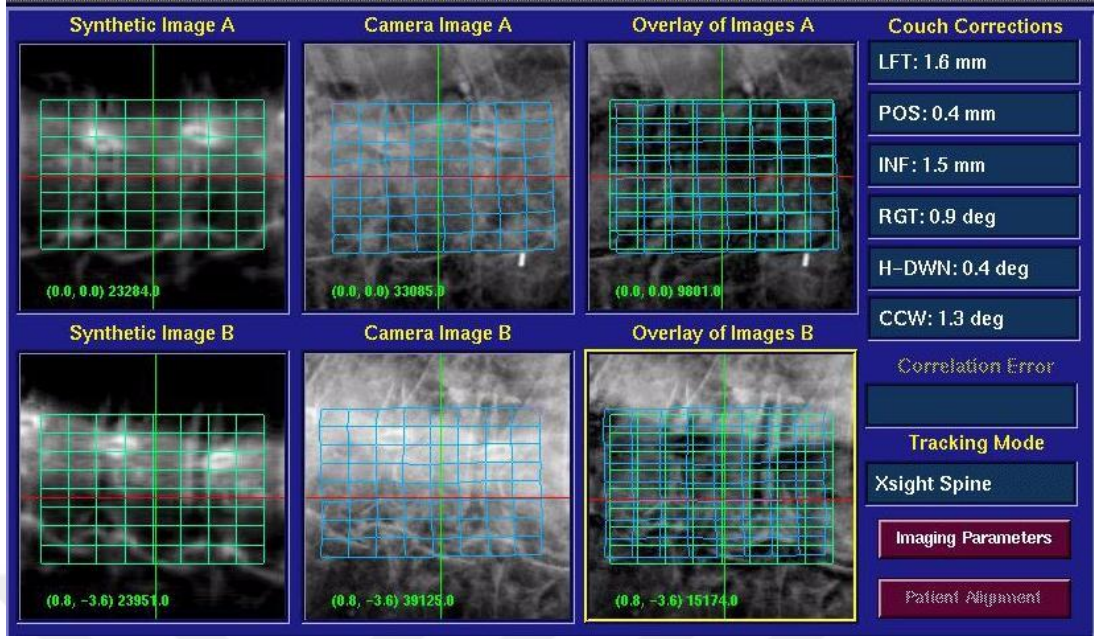 Synthetic Image A
Camera Image A
Overlay of Images A
Couch Corrections
LFT: 1.6 mm
POS: 0.4 mm
INF: 1.5 mm
RGT: 0.9 deg
H-DWN: 0.4 deg
CCW: 1.3 deg
(0.0, 0.0) 23284.0
(0.0, 0.0) 33085.0
(0.0, 0.0) 9801.0
Synthetic Image B
Camera Image B
Overlay of Images B
Correlation Error
Tracking Mode
Xsight Spine
Imaging Parameters
Patient Alignment
(0.8, -3.6) 23951.0
(0.8, -3.6) 39125.0
(0.8, -3.6) 15174.0